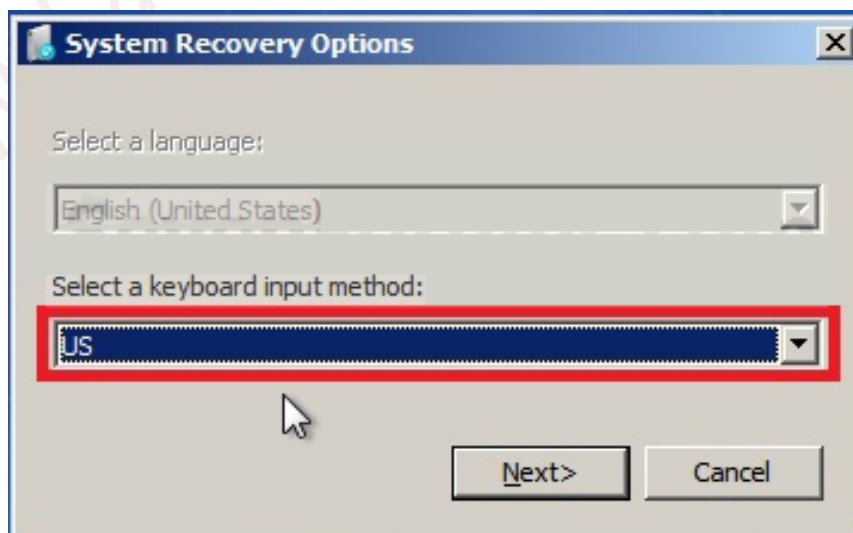 System Recovery Options
Select a language:
English (United States)
Select a keyboard input method:
US
Next>
Cancel